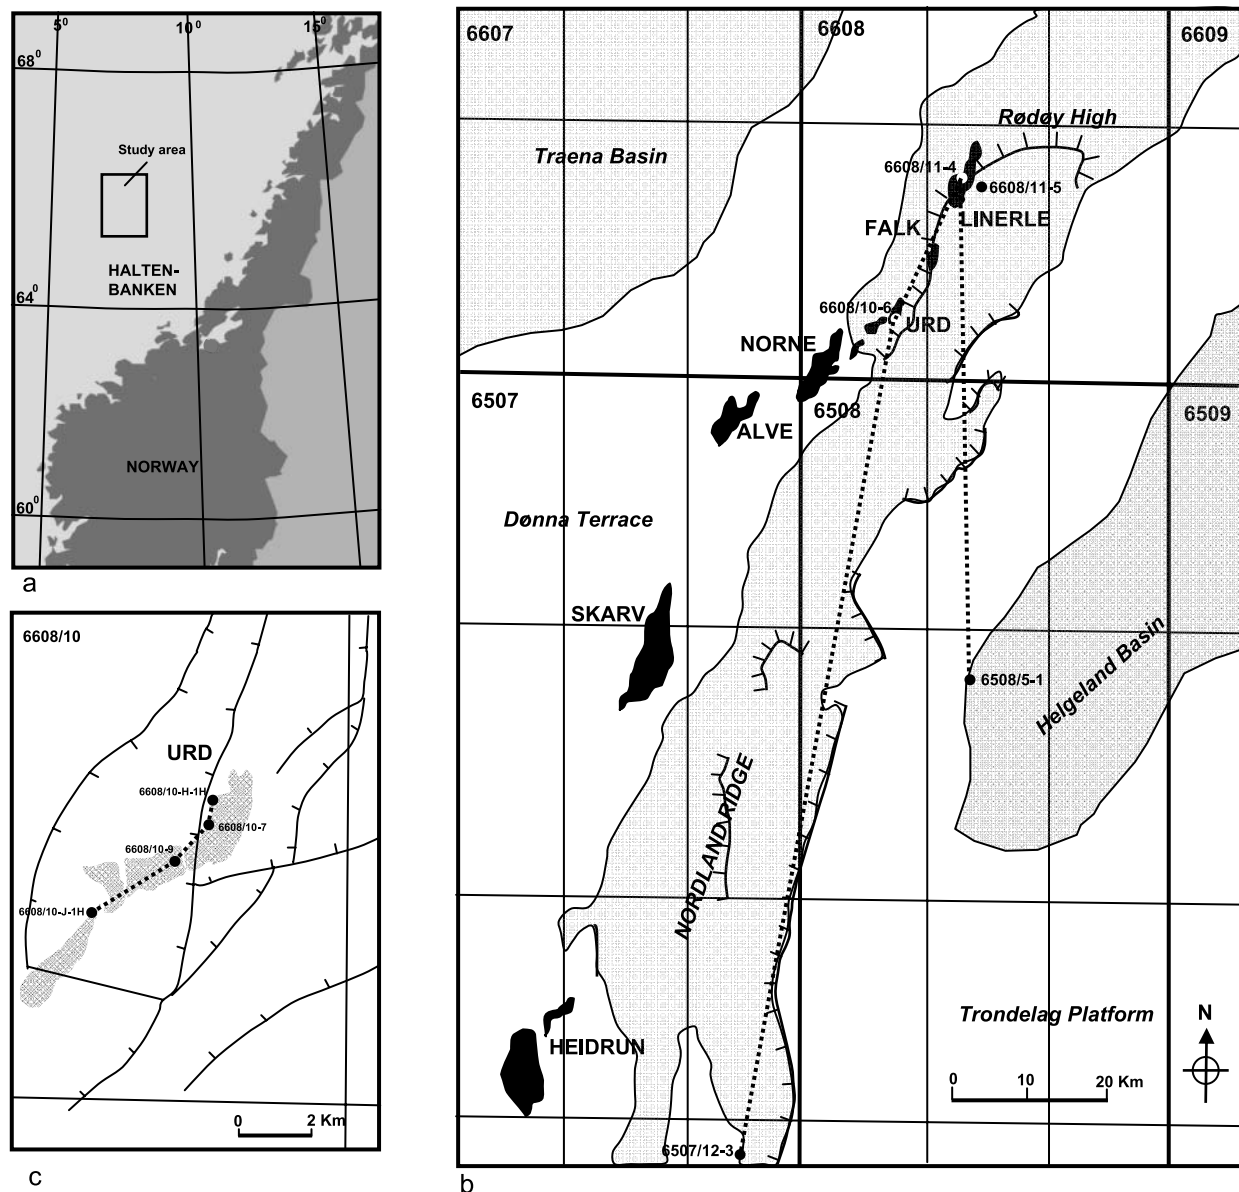 5⁰
10⁰
15⁰
68⁰
Study area
HALTEN-
BANKEN
64⁰
NORWAY
60⁰
a
6608/10
URD
6608/10-H-1H
6608/10-7
6608/10-9
6608/10-J-1H
0
2 Km
c
6607
6608
6609
Rødøy High
Traena Basin
6608/11-4
6608/11-5
FALK
LINERLE
6608/10-6
URD
NORNE
6507
6508
6509
ALVE
Dønna Terrace
SKARV
6508/5-1
Helgeland Basin
NORDLAND RIDGE
Trondelag Platform
N
HEIDRUN
0
10
20 Km
6507/12-3
b